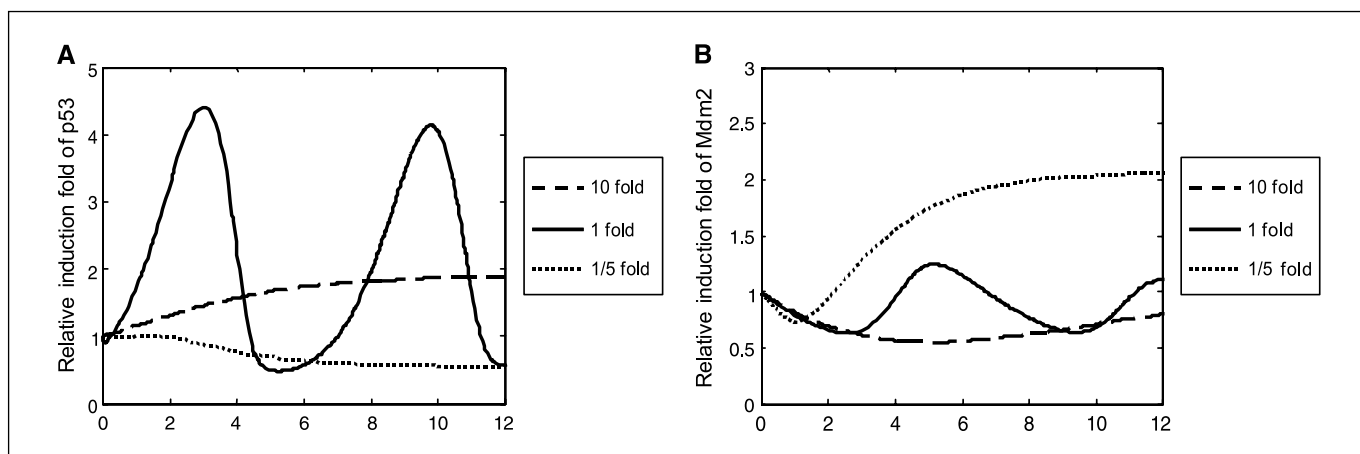 A
Relative induction fold of p53
5
4
3
2
1
0
0 2 4 6 8 10 12
10 fold
1 fold
1/5 fold
B
Relative induction fold of Mdm2
3
2.5
2
1.5
1
0.5
0
0 2 4 6 8 10 12
10 fold
1 fold
1/5 fold